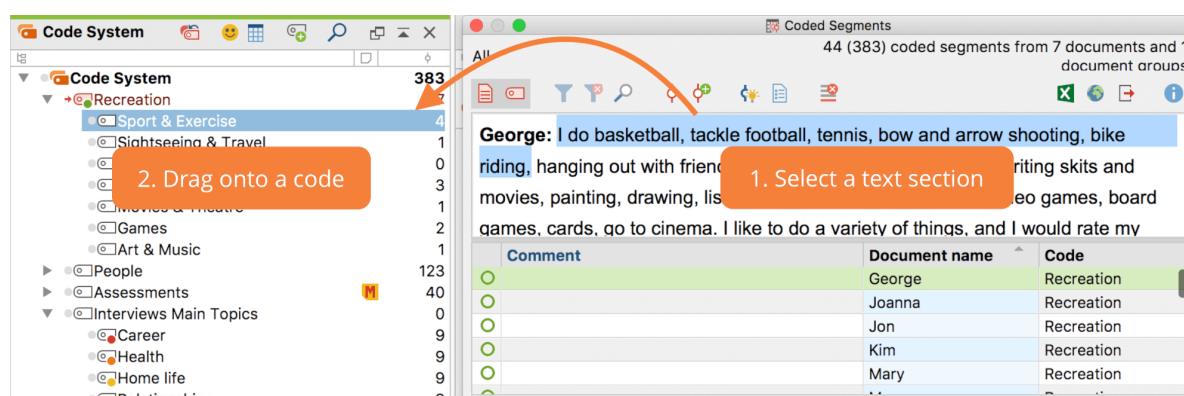 Code System
Code System 383
Recreation 7
Sport & Exercise 4
Sightseeing & Travel 1
0
3
Movies & Theatre 1
Games 2
Art & Music 1
People 123
Assessments M 40
Interviews Main Topics 0
Career 9
Health 9
Home life 9
2. Drag onto a code
Coded Segments
All
44 (383) coded segments from 7 documents and 1
document groups
George: I do basketball, tackle football, tennis, bow and arrow shooting, bike
riding, hanging out with writing skits and
movies, painting, drawing, games, board
games, cards, go to cinema. I like to do a variety of things, and I would rate my
1. Select a text section
Comment Document name Code
George Recreation
Joanna Recreation
Jon Recreation
Kim Recreation
Mary Recreation